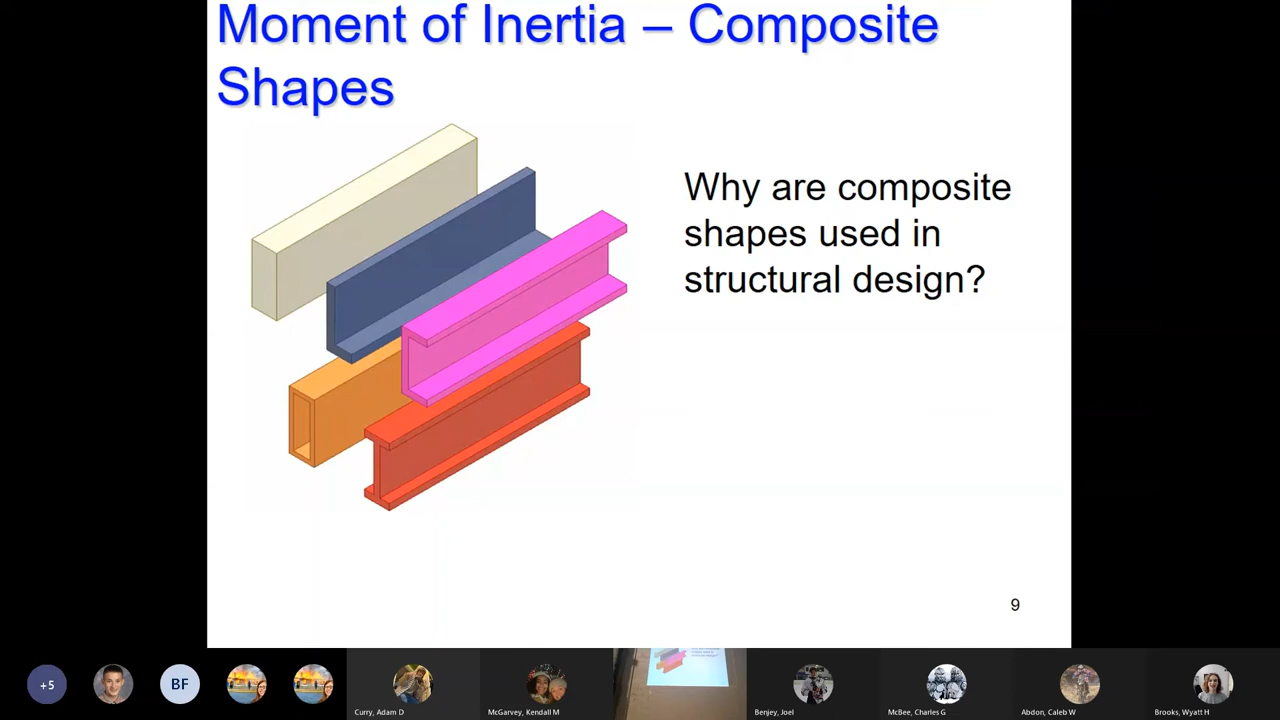 Moment of Inertia – Composite
Shapes
Why are composite
shapes used in
structural design?
9
+5
BF
Curry, Adam D
McGarvey, Kendall M
Benjey, Joel
McBee, Charles G
Abdon, Caleb W
Brooks, Wyatt H